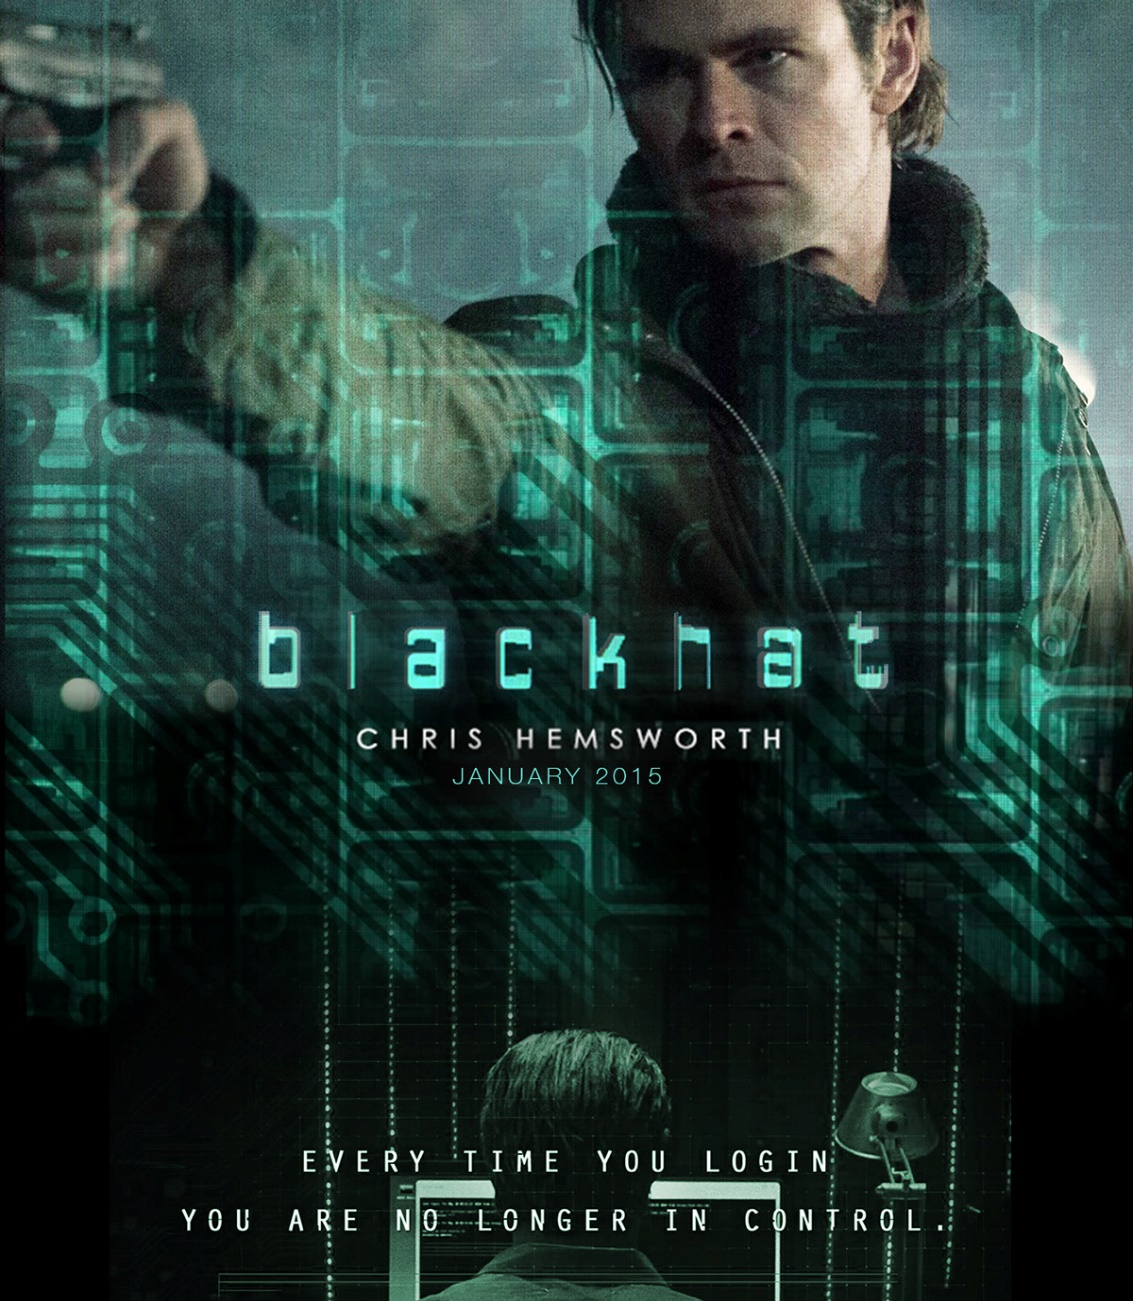 blackhat
CHRIS HEMSWORTH
JANUARY 2015
EVERY TIME YOU LOGIN
YOU ARE NO LONGER IN CONTROL.